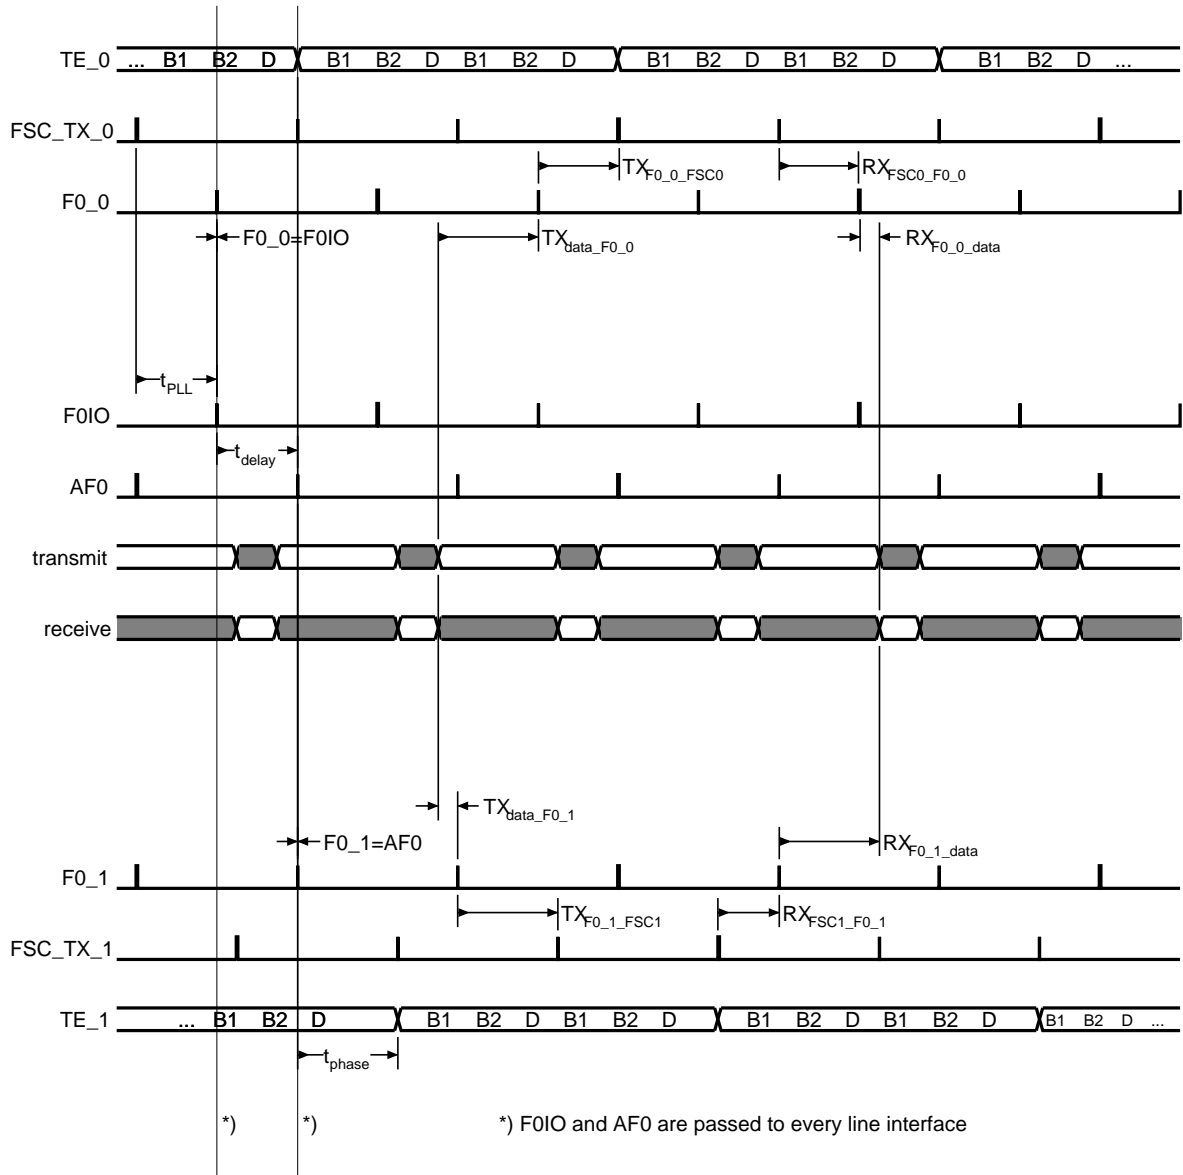 TE_0 ... B1 B2 D B1 B2 D B1 B2 D B1 B2 D B1 B2 D B1 B2 D ...
FSC_TX_0
TXF0_0_FSC0 RXFSC0_F0_0
F0_0
F0_0=F0IO TXdata_F0_0 RXF0_0_data
tPLL
F0IO
tdelay
AF0
transmit
receive
TXdata_F0_1
F0_1=AF0 RXF0_1_data
F0_1
TXF0_1_FSC1 RXFSC1_F0_1
FSC_TX_1
TE_1 ... B1 B2 D B1 B2 D B1 B2 D B1 B2 D B1 B2 D B1 B2 D ...
tphase
*) *) *) F0IO and AF0 are passed to every line interface